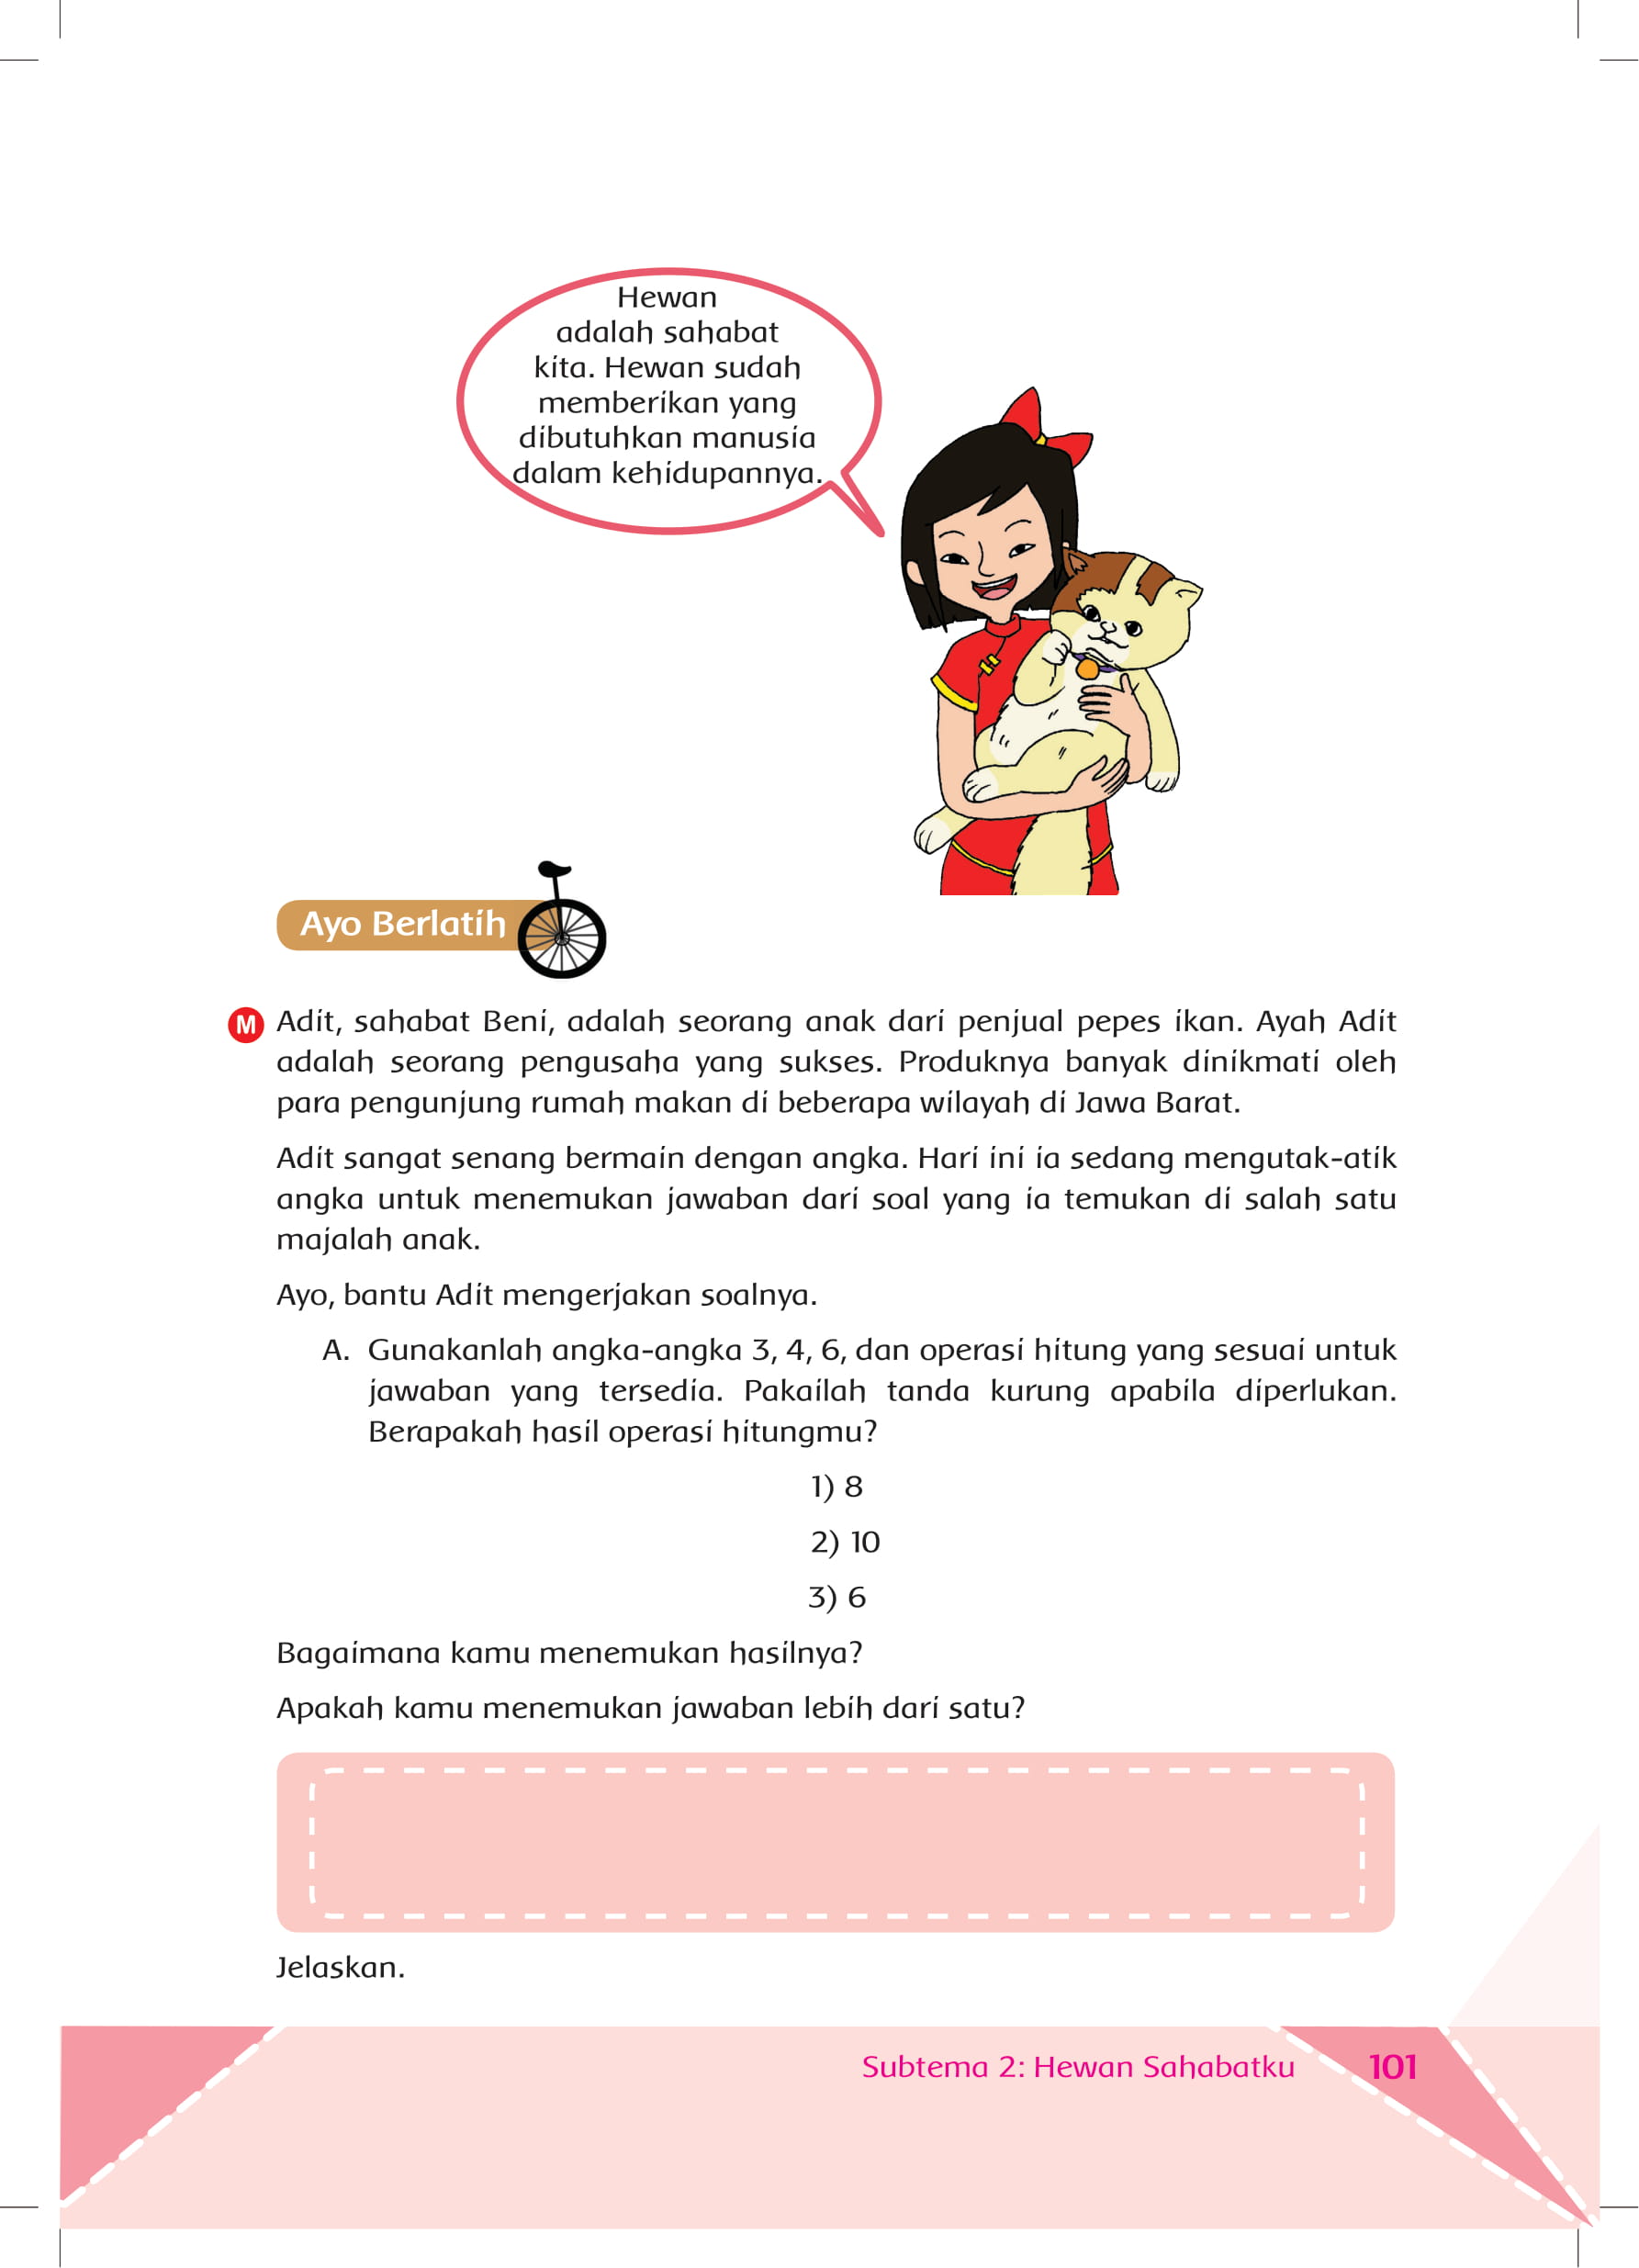 Hewan
adalah sahabat
kita. Hewan sudah
memberikan yang
dibutuhkan manusia
dalam kehidupannya.
Ayo Berlatih
M Adit, sahabat Beni, adalah seorang anak dari penjual pepes ikan. Ayah Adit
adalah seorang pengusaha yang sukses. Produknya banyak dinikmati oleh
para pengunjung rumah makan di beberapa wilayah di Jawa Barat.
Adit sangat senang bermain dengan angka. Hari ini ia sedang mengutak-atik
angka untuk menemukan jawaban dari soal yang ia temukan di salah satu
majalah anak.
Ayo, bantu Adit mengerjakan soalnya.
A. Gunakanlah angka-angka 3, 4, 6, dan operasi hitung yang sesuai untuk
jawaban yang tersedia. Pakailah tanda kurung apabila diperlukan.
Berapakah hasil operasi hitungmu?
1) 8
2) 10
3) 6
Bagaimana kamu menemukan hasilnya?
Apakah kamu menemukan jawaban lebih dari satu?
Jelaskan.
Subtema 2: Hewan Sahabatku 101